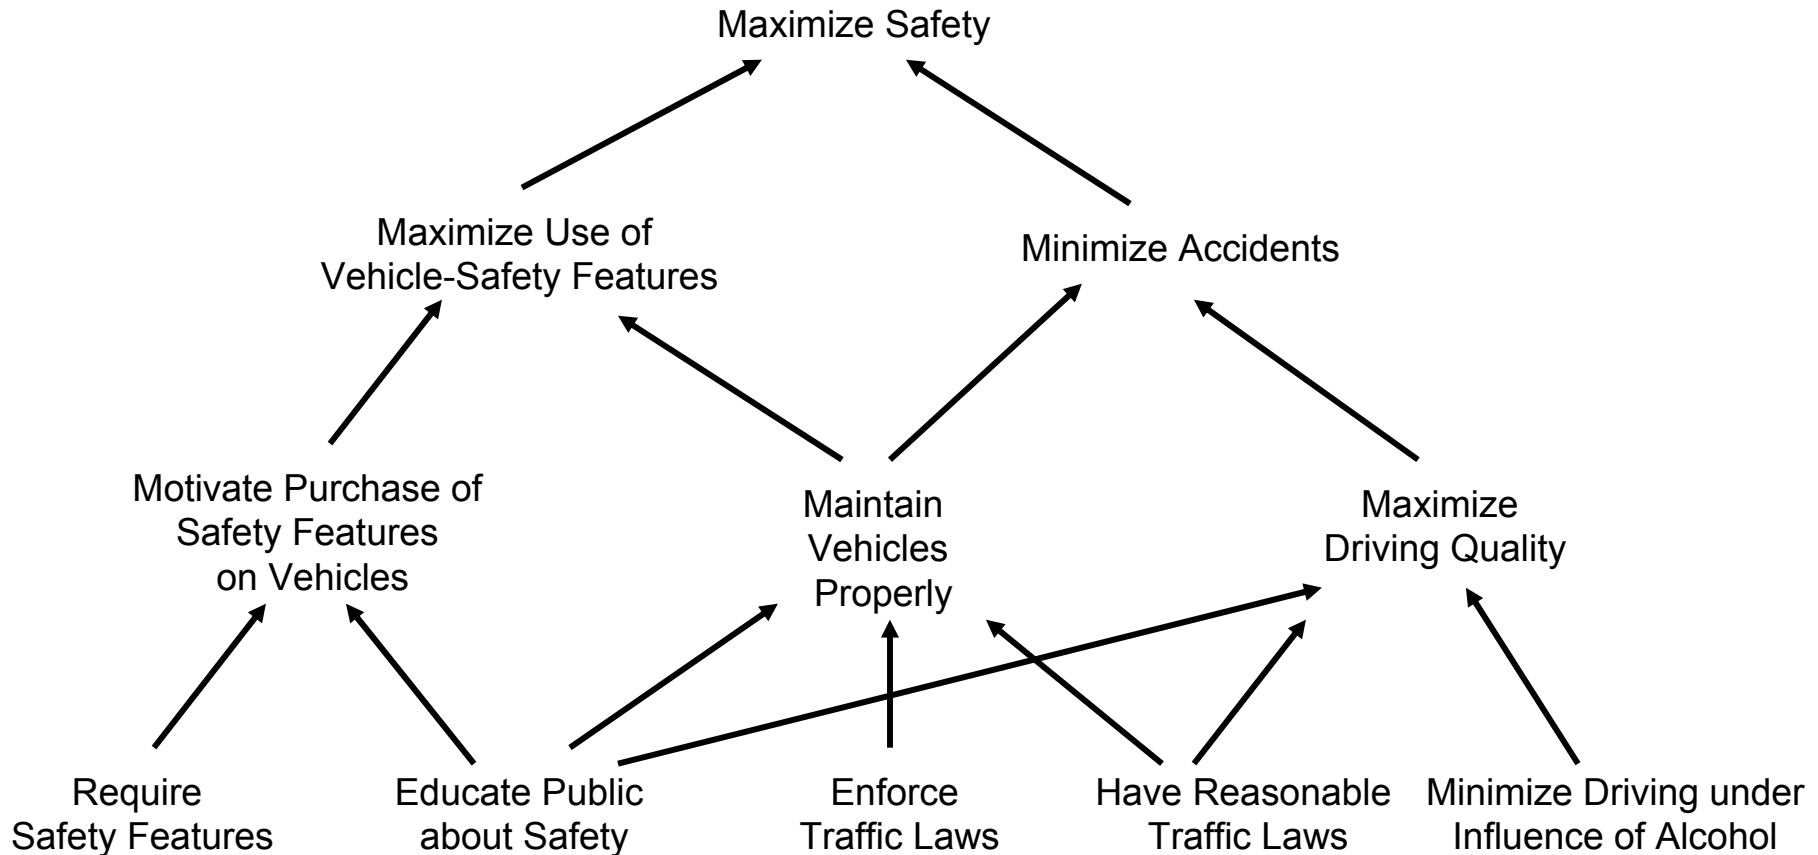 Maximize Safety
Maximize Use of
Vehicle-Safety Features
Minimize Accidents
Motivate Purchase of
Safety Features
on Vehicles
Maintain
Vehicles
Properly
Maximize
Driving Quality
Require
Safety Features
Educate Public
about Safety
Enforce
Traffic Laws
Have Reasonable
Traffic Laws
Minimize Driving under
Influence of Alcohol